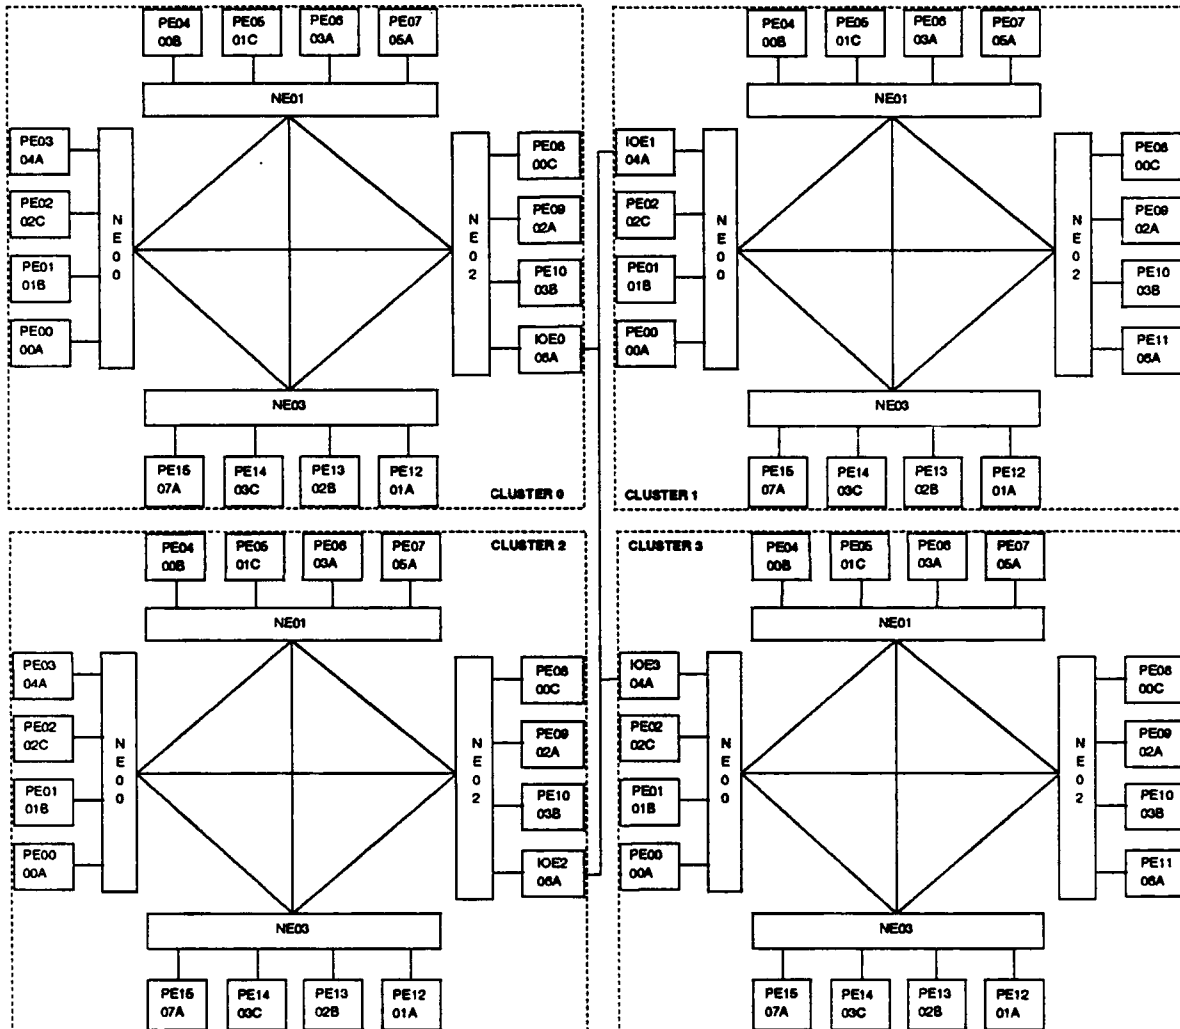 PE04
00B
PE05
01C
PE06
03A
PE07
05A
NE01
PE03
04A
PE02
02C
PE01
01B
PE00
00A
NE00
NE02
PE08
00C
PE09
02A
PE10
03B
IOE0
06A
NE03
PE15
07A
PE14
03C
PE13
02B
PE12
01A
CLUSTER 0
PE04
00B
PE05
01C
PE06
03A
PE07
05A
NE01
IOE1
04A
PE02
02C
PE01
01B
PE00
00A
NE00
NE02
PE08
00C
PE09
02A
PE10
03B
PE11
06A
NE03
PE15
07A
PE14
03C
PE13
02B
PE12
01A
CLUSTER 1
PE04
00B
PE05
01C
PE06
03A
PE07
05A
CLUSTER 2
NE01
PE03
04A
PE02
02C
PE01
01B
PE00
00A
NE00
NE02
PE08
00C
PE09
02A
PE10
03B
IOE2
06A
NE03
PE15
07A
PE14
03C
PE13
02B
PE12
01A
CLUSTER 3
PE04
00B
PE05
01C
PE06
03A
PE07
05A
NE01
IOE3
04A
PE02
02C
PE01
01B
PE00
00A
NE00
NE02
PE08
00C
PE09
02A
PE10
03B
PE11
06A
NE03
PE15
07A
PE14
03C
PE13
02B
PE12
01A